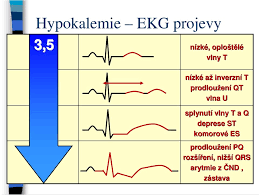 Hypokalemie – EKG projevy
3,5
nízké, oploštělé
vlny T
nízké až inverzní T
prodloužení QT
vlna U
splynutí vlny T a Q
deprese ST
komorové ES
prodloužení PQ
rozšíření, nižší QRS
arytmie z ČND ,
zástava